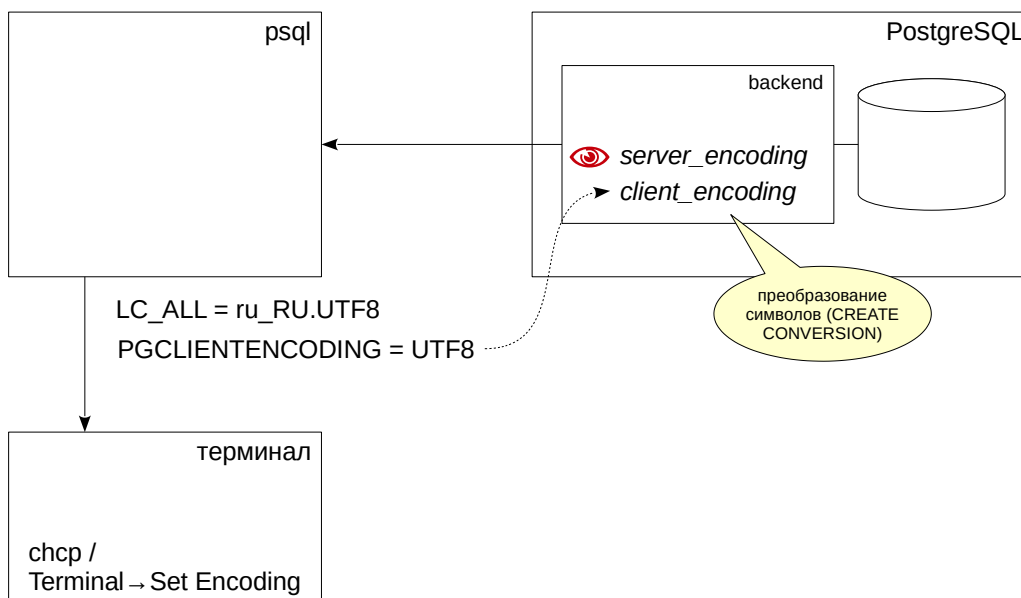 psql
PostgreSQL
backend
server_encoding
client_encoding
преобразование
символов (CREATE
CONVERSION)
LC_ALL = ru_RU.UTF8
PGCLIENTENCODING = UTF8
терминал
chcp /
Terminal→Set Encoding